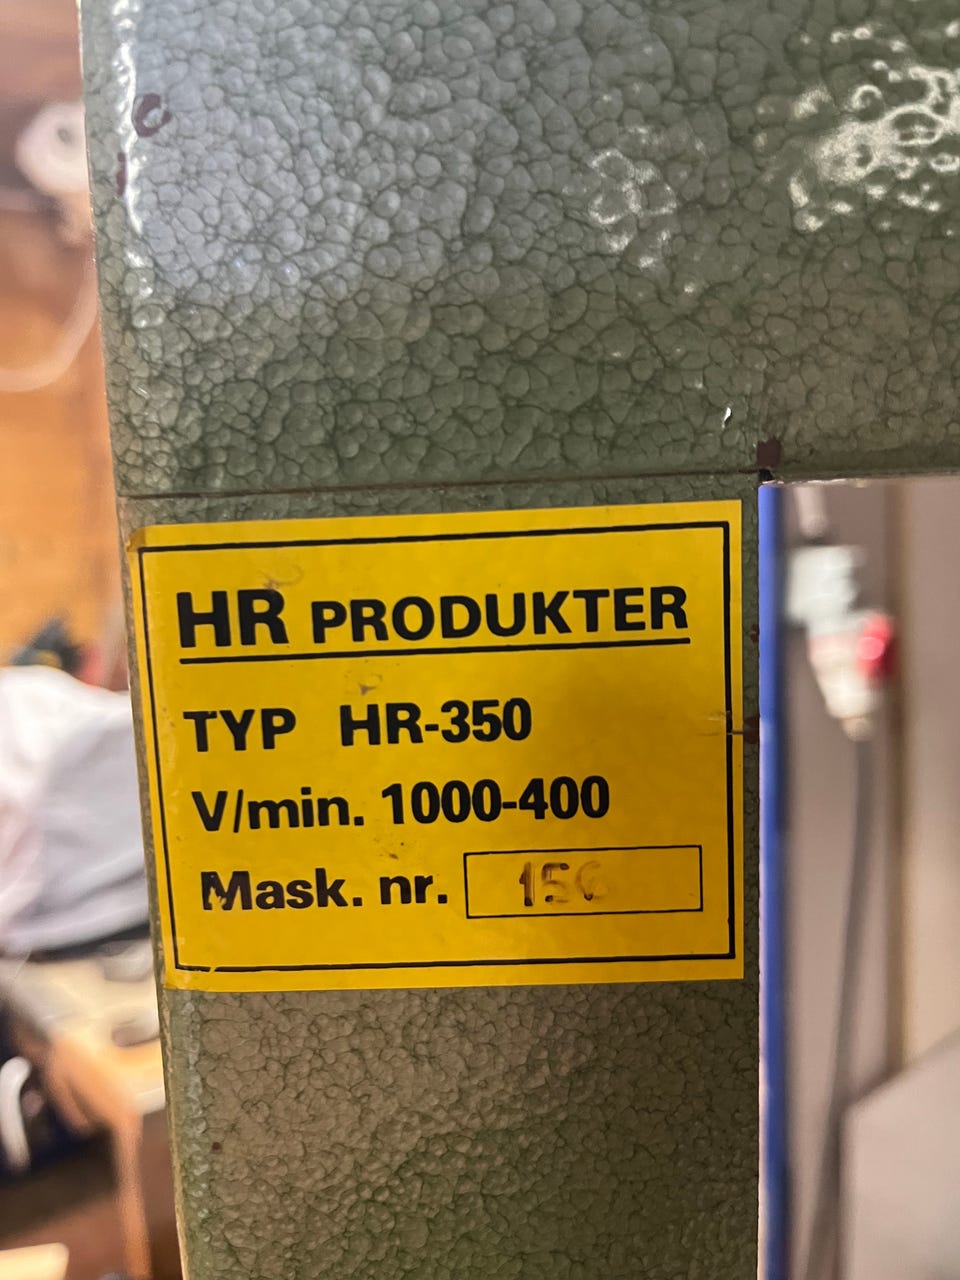 HR PRODUKTER
TYP HR-350
V/min. 1000-400
Mask. nr.